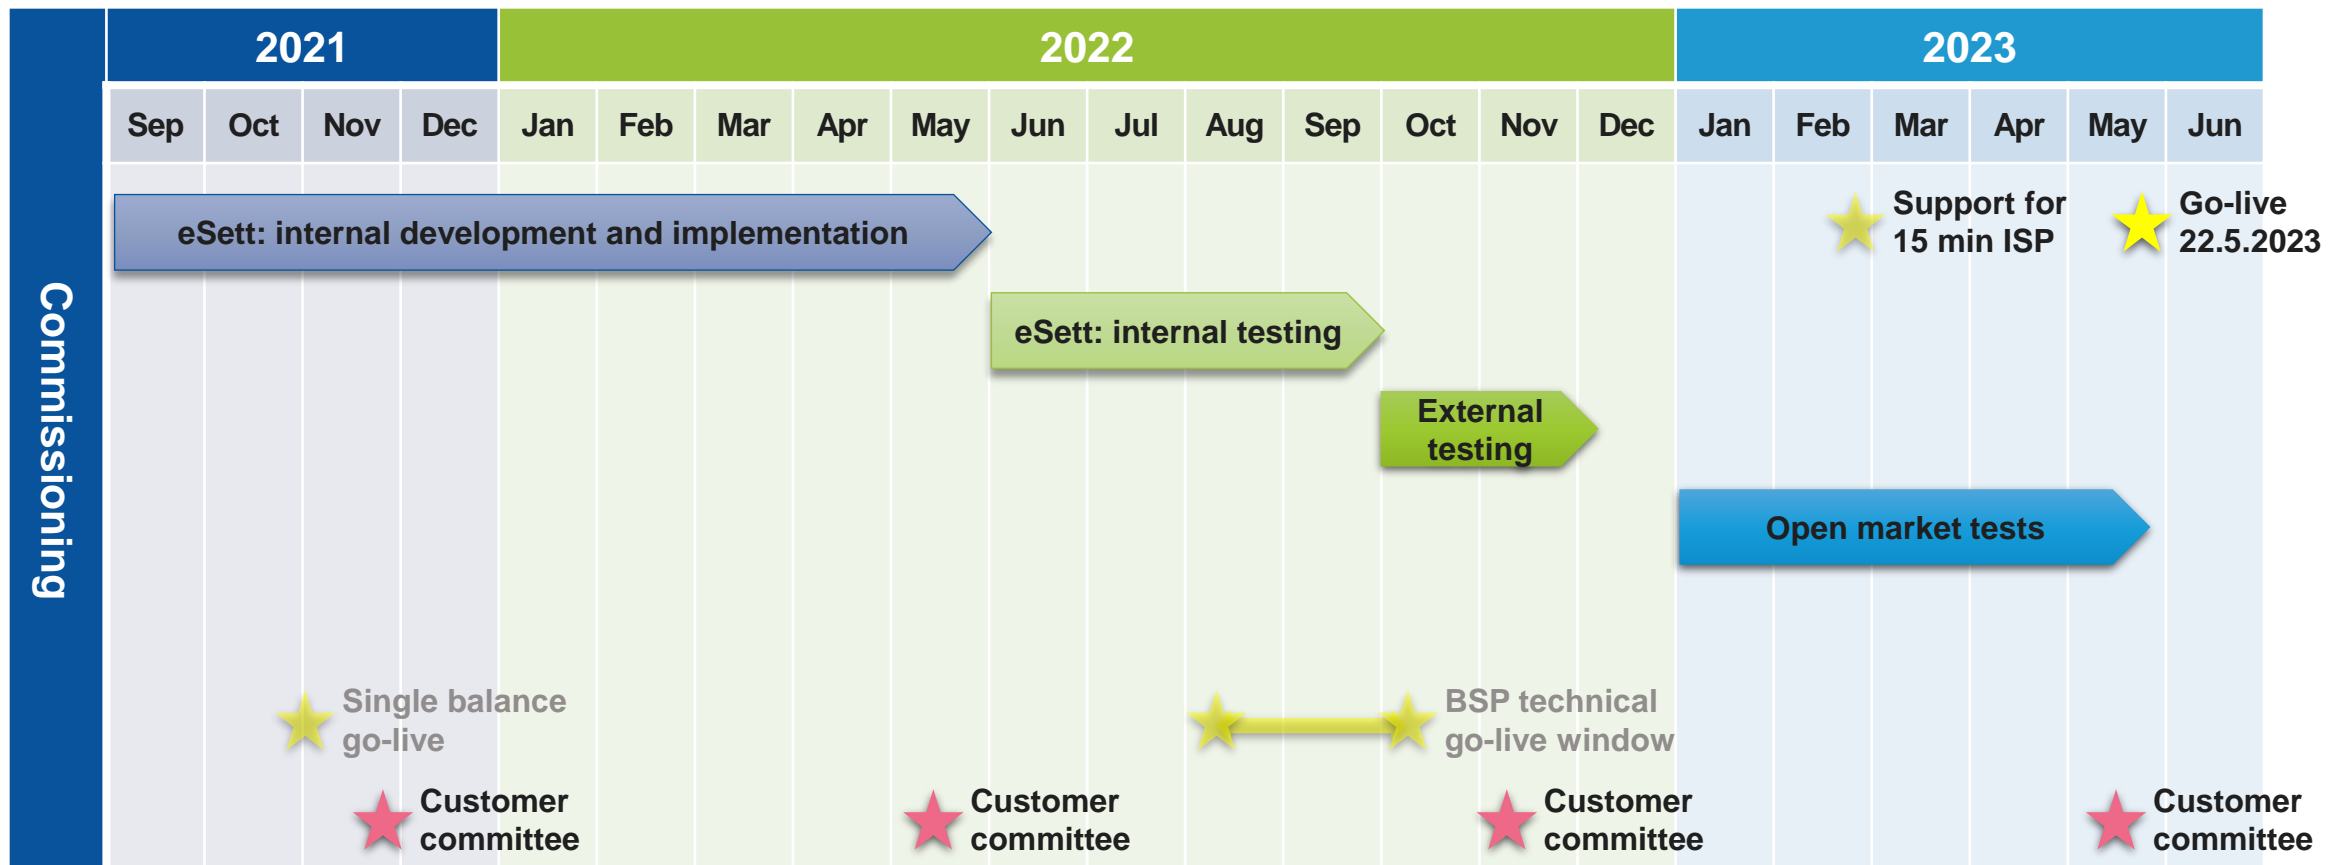 2021
2022
2023
Sep Oct Nov Dec Jan Feb Mar Apr May Jun Jul Aug Sep Oct Nov Dec Jan Feb Mar Apr May Jun
Commissioning
eSett: internal development and implementation
Support for
15 min ISP
Go-live
22.5.2023
eSett: internal testing
External
testing
Open market tests
Single balance
go-live
BSP technical
go-live window
Customer
committee
Customer
committee
Customer
committee
Customer
committee